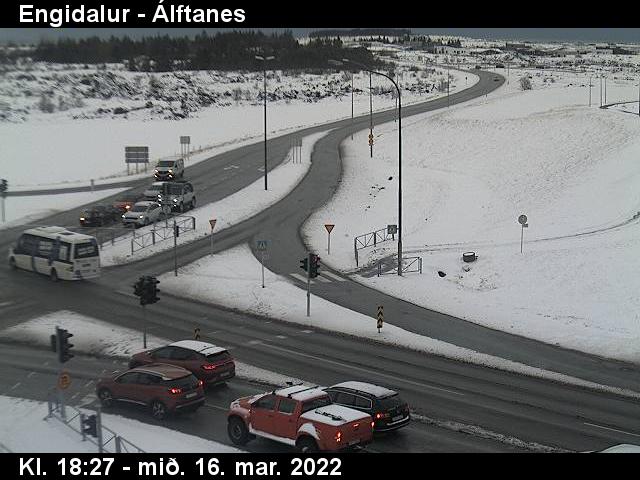 Engidalur - Álftanes
Kl. 18:27 - mið. 16. mar. 2022